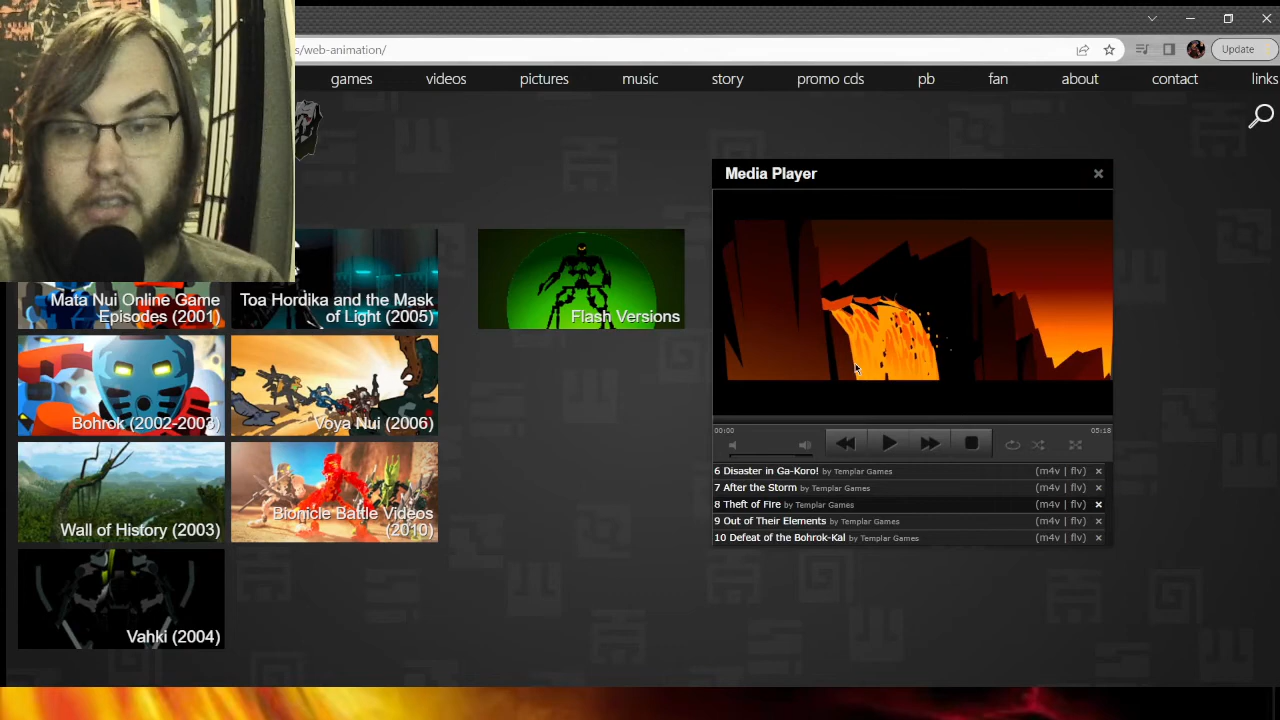 s/web-animation/
Update
games videos pictures music story promo cds pb fan about contact links
Media Player
Mata Nui Online Game
Episodes (2001)
Toa Hordika and the Mask
of Light (2005)
Flash Versions
Bohrok (2002-2003)
Voya Nui (2006)
Wall of History (2003)
Bionicle Battle Videos
(2010)
Vahki (2004)
00:00
05:18
6 Disaster in Ga-Koro! by Templar Games (m4v | flv)
7 After the Storm by Templar Games (m4v | flv)
8 Theft of Fire by Templar Games (m4v | flv)
9 Out of Their Elements by Templar Games (m4v | flv)
10 Defeat of the Bohrok-Kal by Templar Games (m4v | flv)